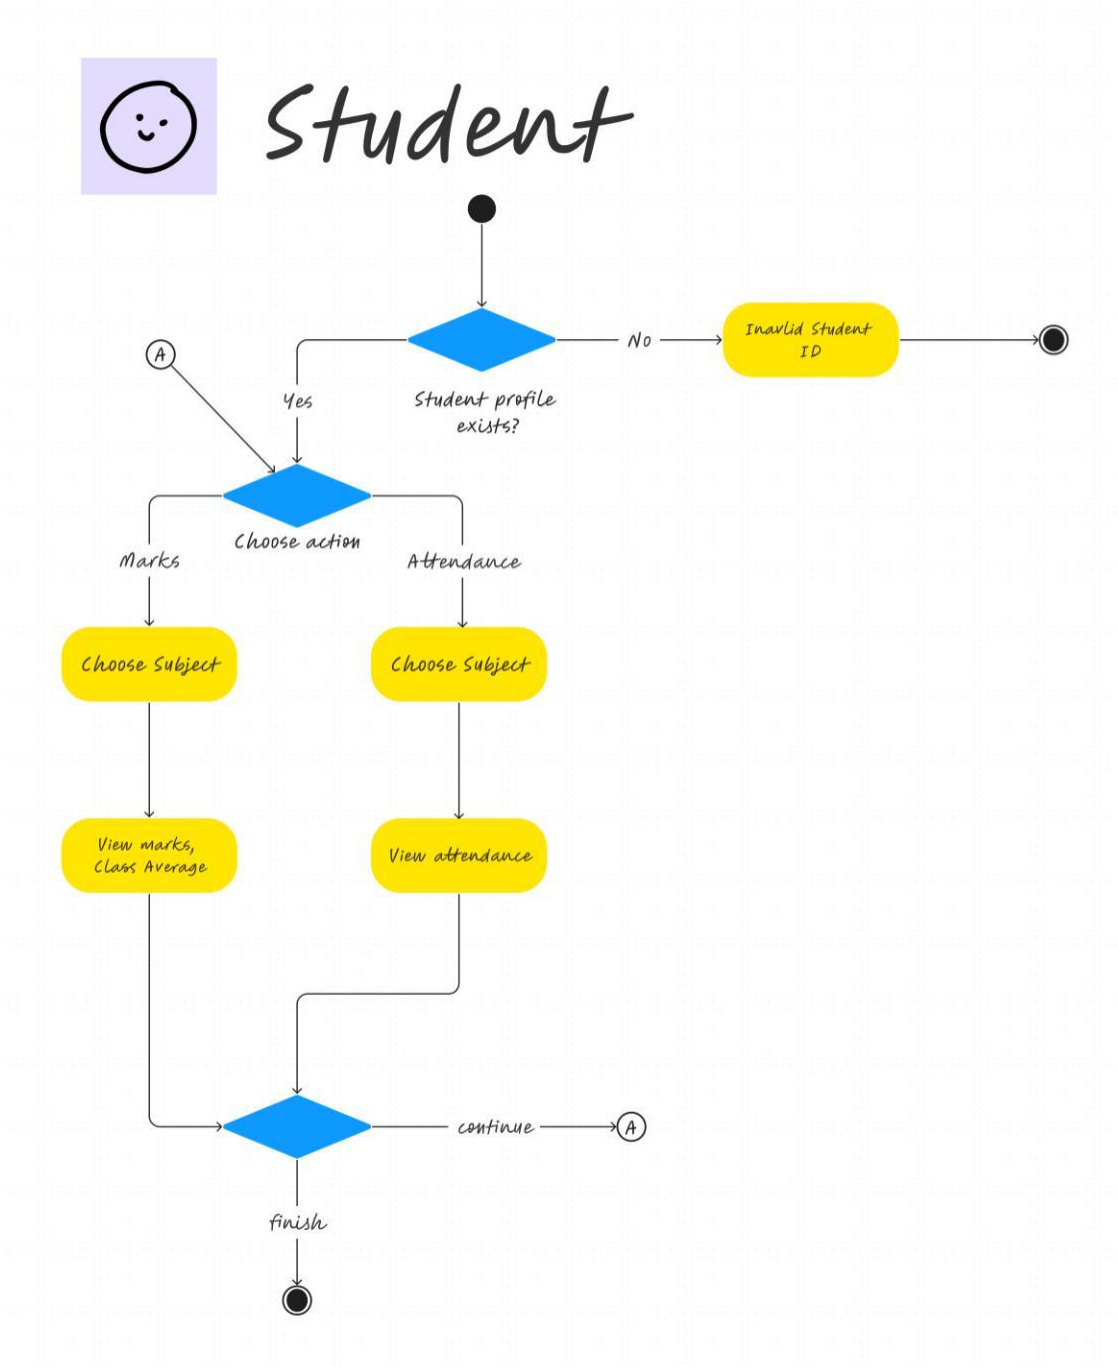 Student
No
Inavlid Student
ID
A
Yes
Student profile
exists?
Choose action
Marks
Attendance
Choose Subject
Choose Subject
View marks,
Class Average
View attendance
continue
A
finish